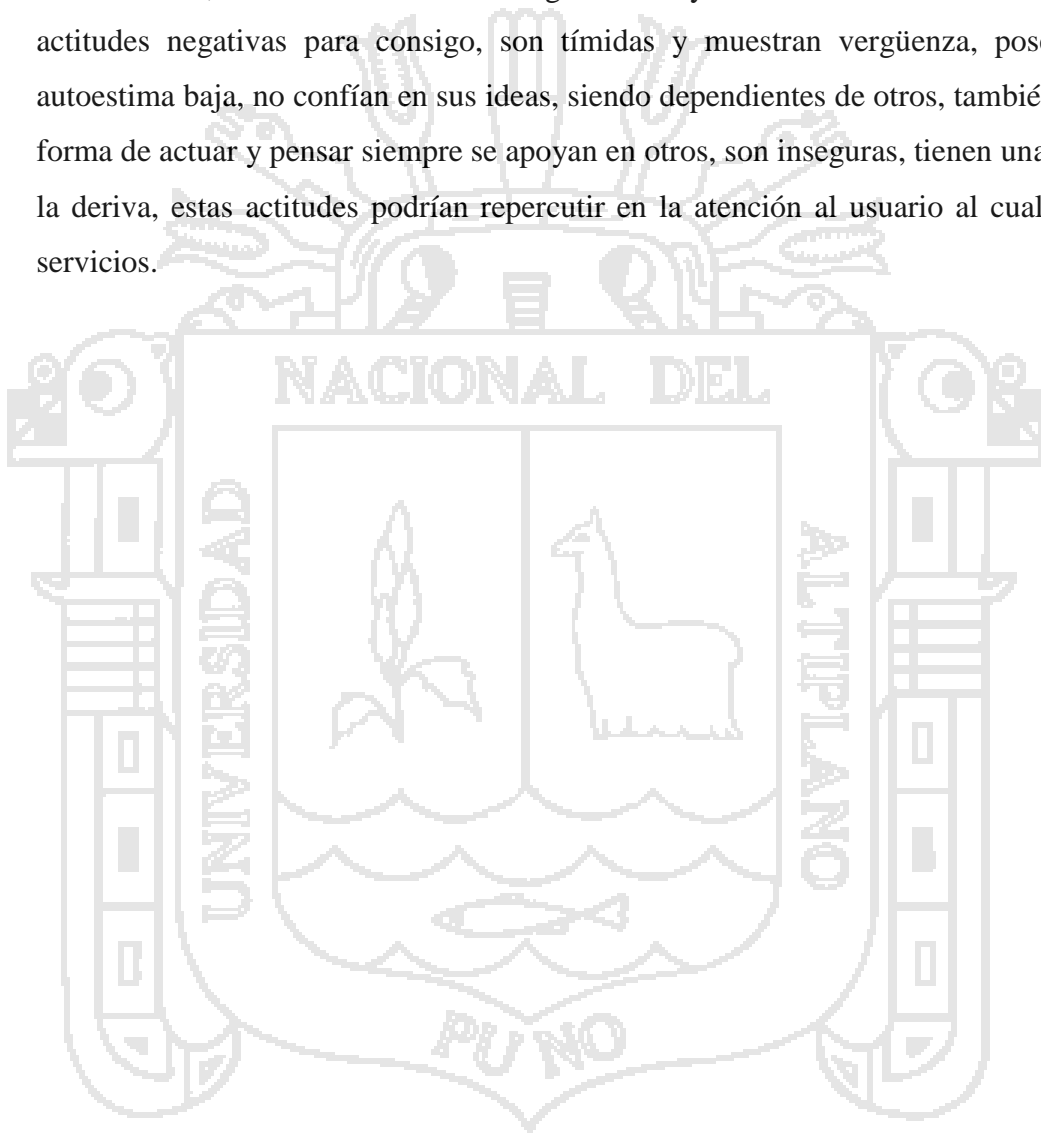 actitudes negativas para consigo, son tímidas y muestran vergüenza,
autoestima baja, no confían en sus ideas, siendo dependientes de otros,
forma de actuar y pensar siempre se apoyan en otros, son inseguras, tienen una
la deriva, estas actitudes podrían repercutir en la atención al usuario al cual
servicios.
NACIONAL DEL
UNIVERSIDAD
ALTIPLANO
PUNO